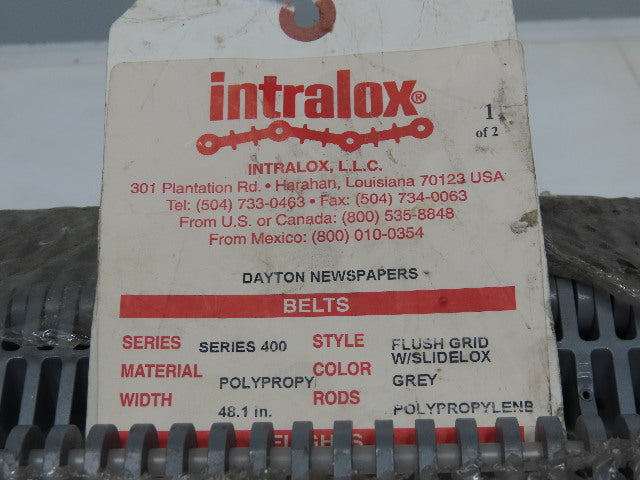 intralox®
1
of 2
INTRALOX, L.L.C.
301 Plantation Rd. • Harahan, Louisiana 70123 USA
Tel: (504) 733-0463 • Fax: (504) 734-0063
From U.S. or Canada: (800) 535-8848
From Mexico: (800) 010-0354
DAYTON NEWSPAPERS
BELTS
SERIES SERIES 400 STYLE FLUSH GRID
W/SLIDELOX
MATERIAL POLYPROPY COLOR GREY
WIDTH 48.1 in. RODS POLYPROPYLENE
FLIGHTS